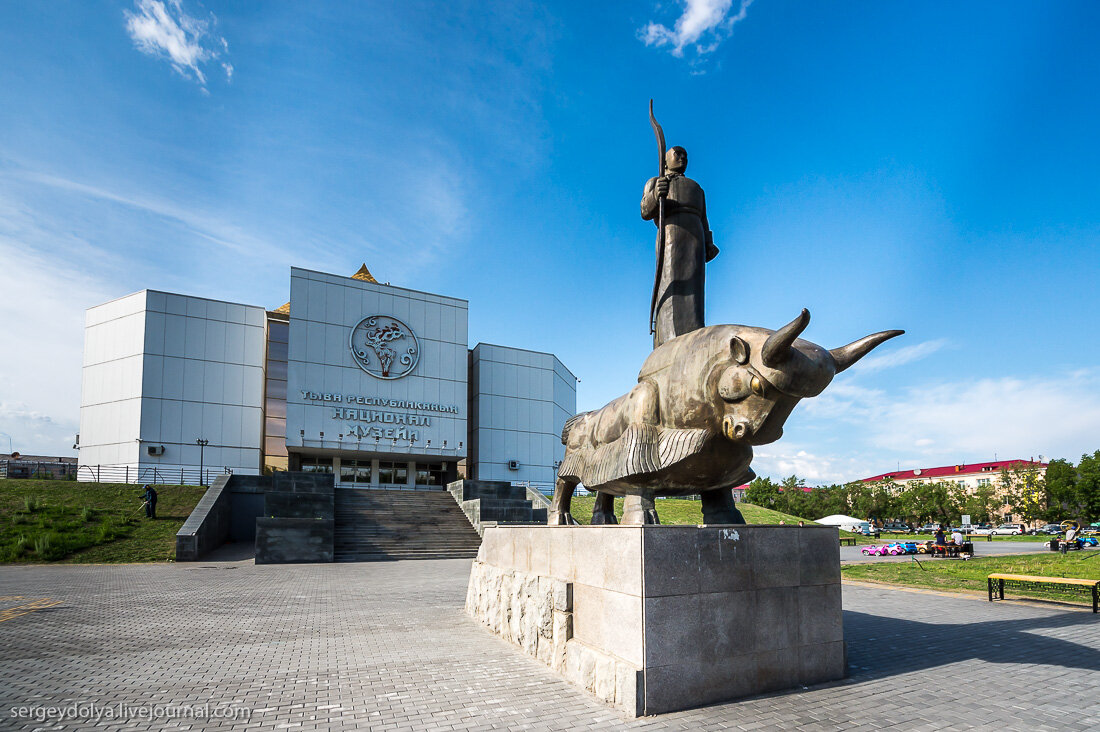 ТЫВА РЕСПУБЛИКАНЫҢ
НАЦИОНАЛ
МУЗЕЙИ
sergeydolya.livejournal.com